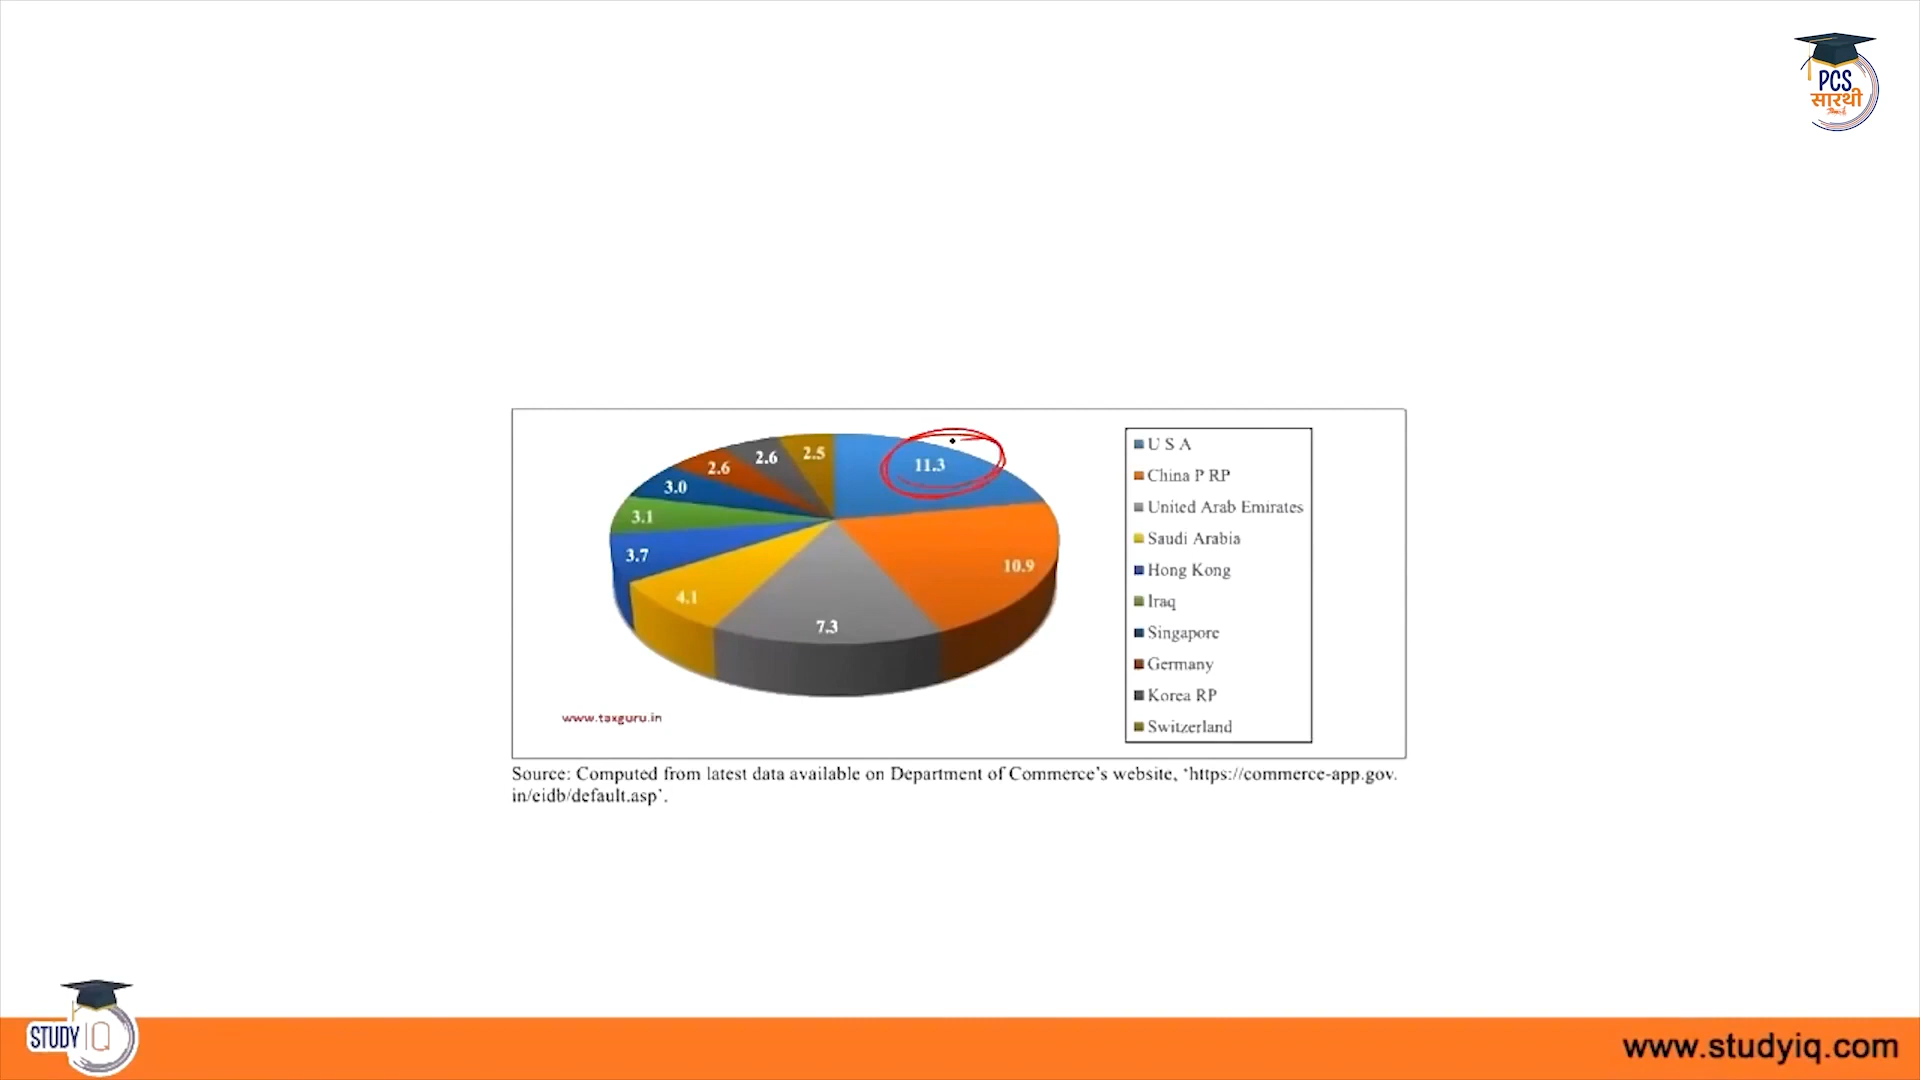 PCS
सारथी
2.5
2.6
11.3
2.6
3.0
3.1
3.7
10.9
4.1
7.3
U S A
China P RP
United Arab Emirates
Saudi Arabia
Hong Kong
Iraq
Singapore
Germany
Korea RP
Switzerland
www.taxguru.in
Source: Computed from latest data available on Department of Commerce's website, 'https://commerce-app.gov.
in/eidb/default.asp'.
STUDY IQ
www.studyiq.com